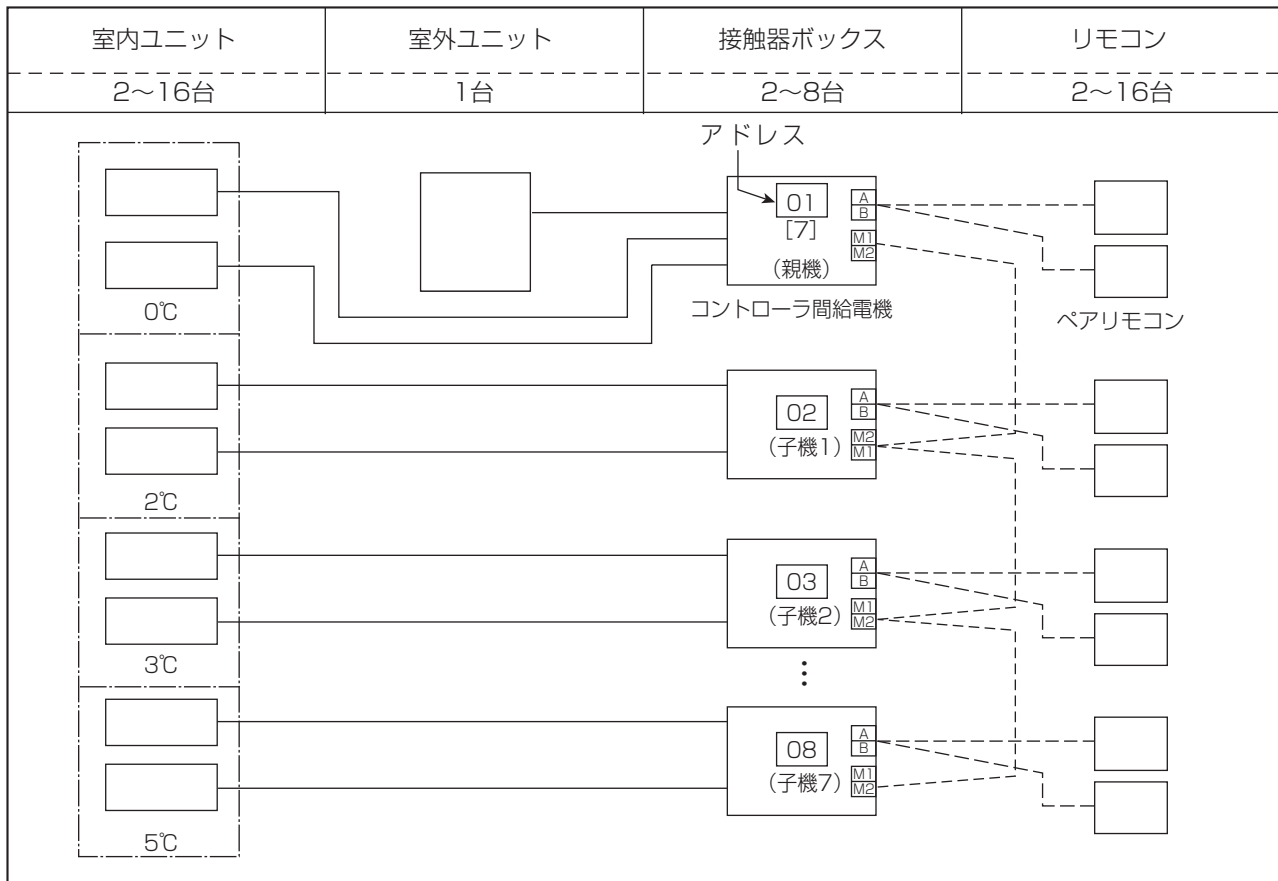 室内ユニット 室外ユニット 接触器ボックス リモコン
2～16台 1台 2～8台 2～16台
アドレス
01
[7]
(親機)
A
B
M1
M2
コントローラ間給電機
ペアリモコン
0℃
02
(子機1)
A
B
M2
M1
2℃
03
(子機2)
A
B
M1
M2
3℃
⋮
08
(子機7)
A
B
M1
M2
5℃